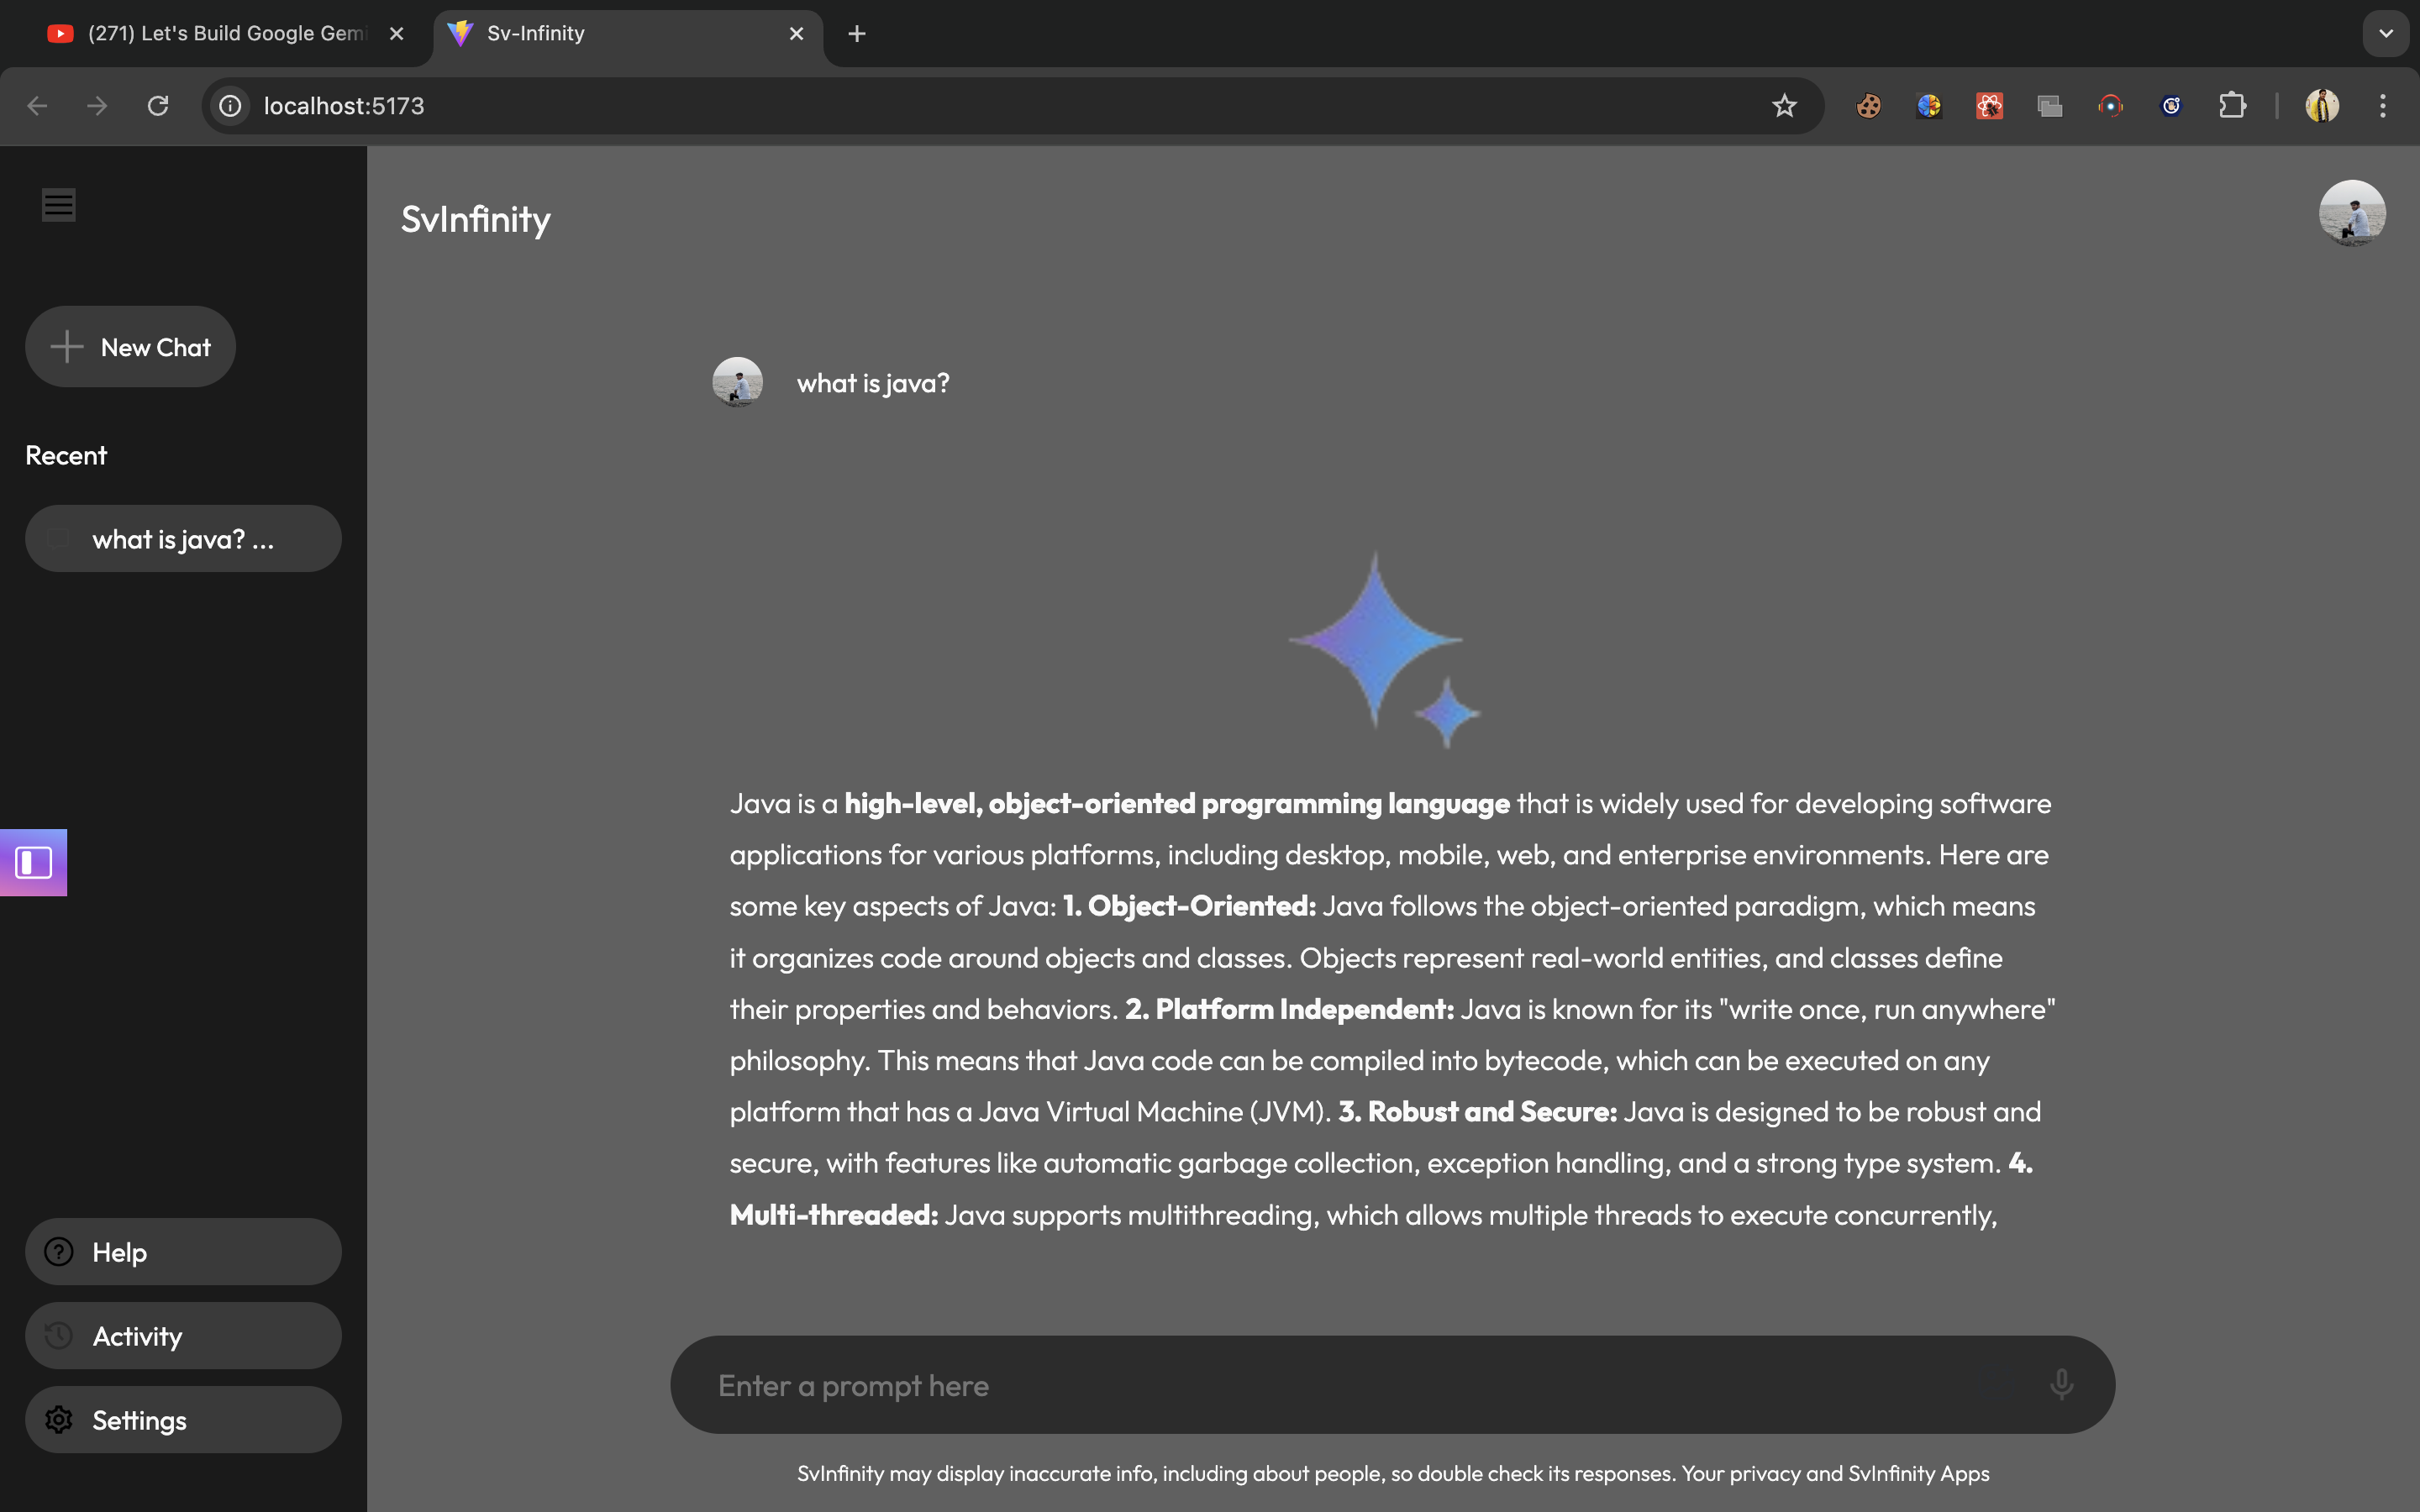 (271) Let's Build Google Gemi
Sv-Infinity
localhost:5173
SvInfinity
New Chat
Recent
what is java? ...
Help
Activity
Settings
what is java?
Java is a high-level, object-oriented programming language that is widely used for developing software
applications for various platforms, including desktop, mobile, web, and enterprise environments. Here are
some key aspects of Java: 1. Object-Oriented: Java follows the object-oriented paradigm, which means
it organizes code around objects and classes. Objects represent real-world entities, and classes define
their properties and behaviors. 2. Platform Independent: Java is known for its "write once, run anywhere"
philosophy. This means that Java code can be compiled into bytecode, which can be executed on any
platform that has a Java Virtual Machine (JVM). 3. Robust and Secure: Java is designed to be robust and
secure, with features like automatic garbage collection, exception handling, and a strong type system. 4.
Multi-threaded: Java supports multithreading, which allows multiple threads to execute concurrently,
Enter a prompt here
SvInfinity may display inaccurate info, including about people, so double check its responses. Your privacy and SvInfinity Apps